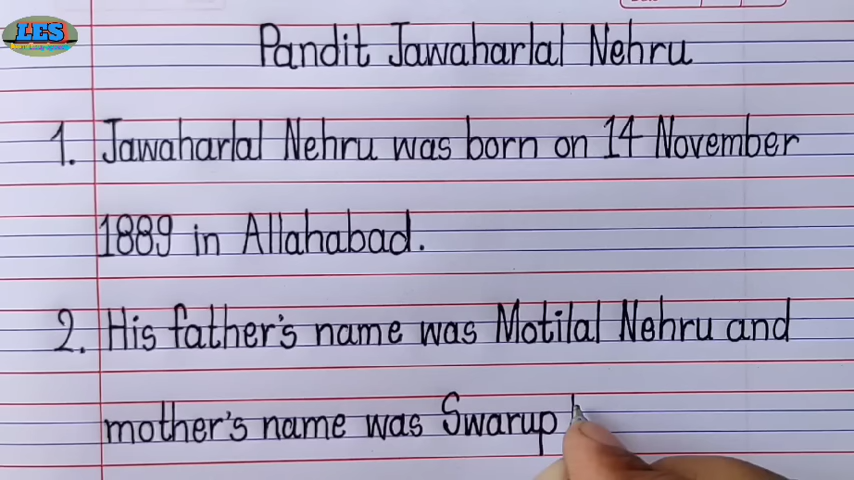 LES
Pandit Jawaharlal Nehru
1. Jawaharlal Nehru was born on 14 November
1889 in Allahabad.
2. His father's name was Motilal Nehru and
mother's name was Swarup